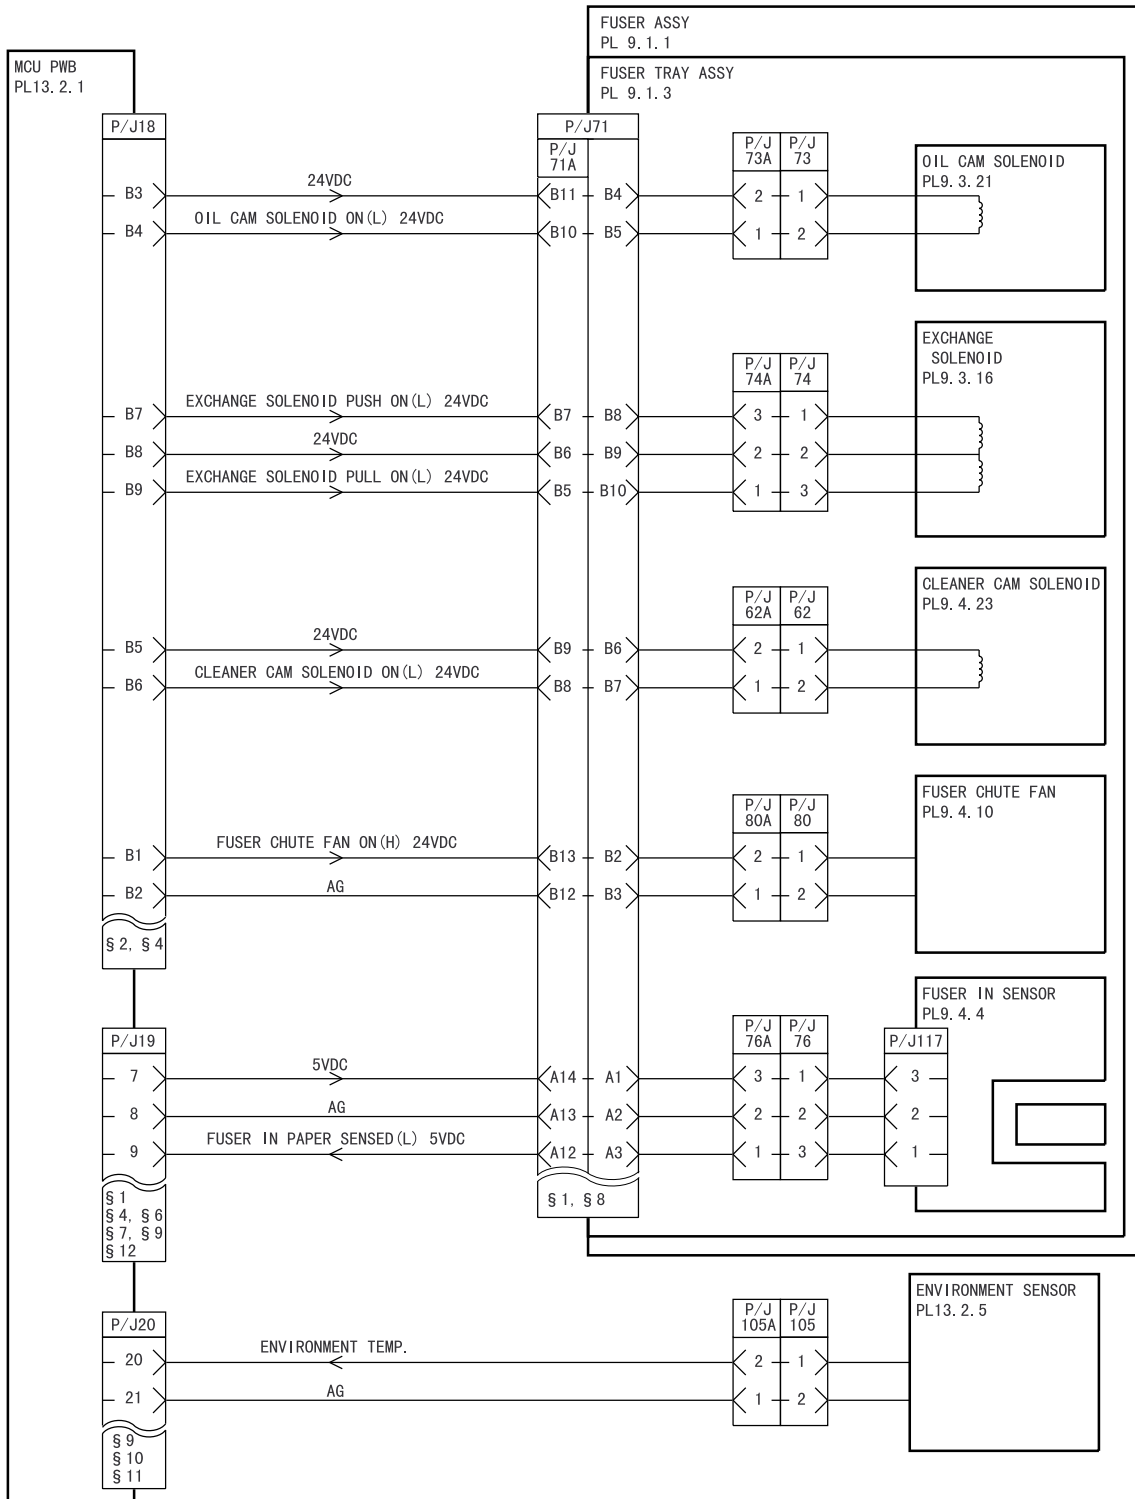 FUSER ASSY
PL 9.1.1
MCU PWB
PL13.2.1
FUSER TRAY ASSY
PL 9.1.3
P/J18
P/J71
P/J
71A
P/J
73A
P/J
73
OIL CAM SOLENOID
PL9.3.21
B3
24VDC
B11
B4
2
1
B4
OIL CAM SOLENOID ON(L) 24VDC
B10
B5
1
2
P/J
74A
P/J
74
EXCHANGE
SOLENOID
PL9.3.16
B7
EXCHANGE SOLENOID PUSH ON(L) 24VDC
B7
B8
3
1
B8
24VDC
B6
B9
2
2
B9
EXCHANGE SOLENOID PULL ON(L) 24VDC
B5
B10
1
3
P/J
62A
P/J
62
CLEANER CAM SOLENOID
PL9.4.23
B5
24VDC
B9
B6
2
1
B6
CLEANER CAM SOLENOID ON(L) 24VDC
B8
B7
1
2
P/J
80A
P/J
80
FUSER CHUTE FAN
PL9.4.10
B1
FUSER CHUTE FAN ON(H) 24VDC
B13
B2
2
1
B2
AG
B12
B3
1
2
§2, §4
FUSER IN SENSOR
PL9.4.4
P/J19
P/J
76A
P/J
76
P/J117
7
5VDC
A14
A1
3
1
3
8
AG
A13
A2
2
2
2
9
FUSER IN PAPER SENSED(L) 5VDC
A12
A3
1
3
1
§1
§4, §6
§7, §9
§12
§1, §8
P/J20
P/J
105A
P/J
105
ENVIRONMENT SENSOR
PL13.2.5
20
ENVIRONMENT TEMP.
2
1
21
AG
1
2
§9
§10
§11